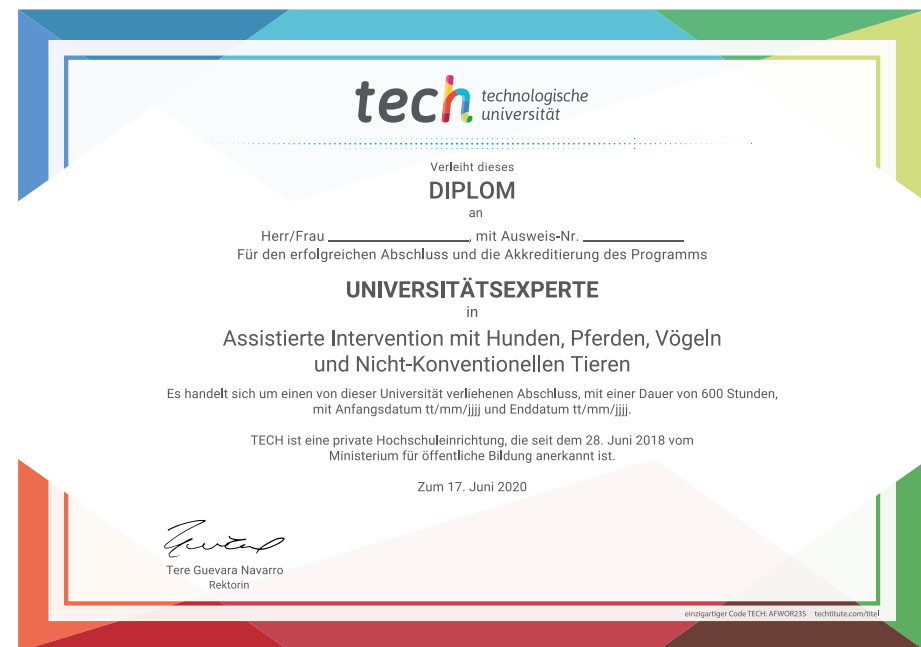 tech technologische
universität
Verleiht dieses
DIPLOM
an
Herr/Frau ____________________, mit Ausweis-Nr. ______________
Für den erfolgreichen Abschluss und die Akkreditierung des Programms
UNIVERSITÄTSEXPERTE
in
Assistierte Intervention mit Hunden, Pferden, Vögeln
und Nicht-Konventionellen Tieren
Es handelt sich um einen von dieser Universität verliehenen Abschluss, mit einer Dauer von 600 Stunden,
mit Anfangsdatum tt/mm/jjjj und Enddatum tt/mm/jjjj.
TECH ist eine private Hochschuleinrichtung, die seit dem 28. Juni 2018 vom
Ministerium für öffentliche Bildung anerkannt ist.
Zum 17. Juni 2020
Tere Guevara Navarro
Rektorin
einzigartiger Code TECH: AFWOR23S techtitute.com/titel